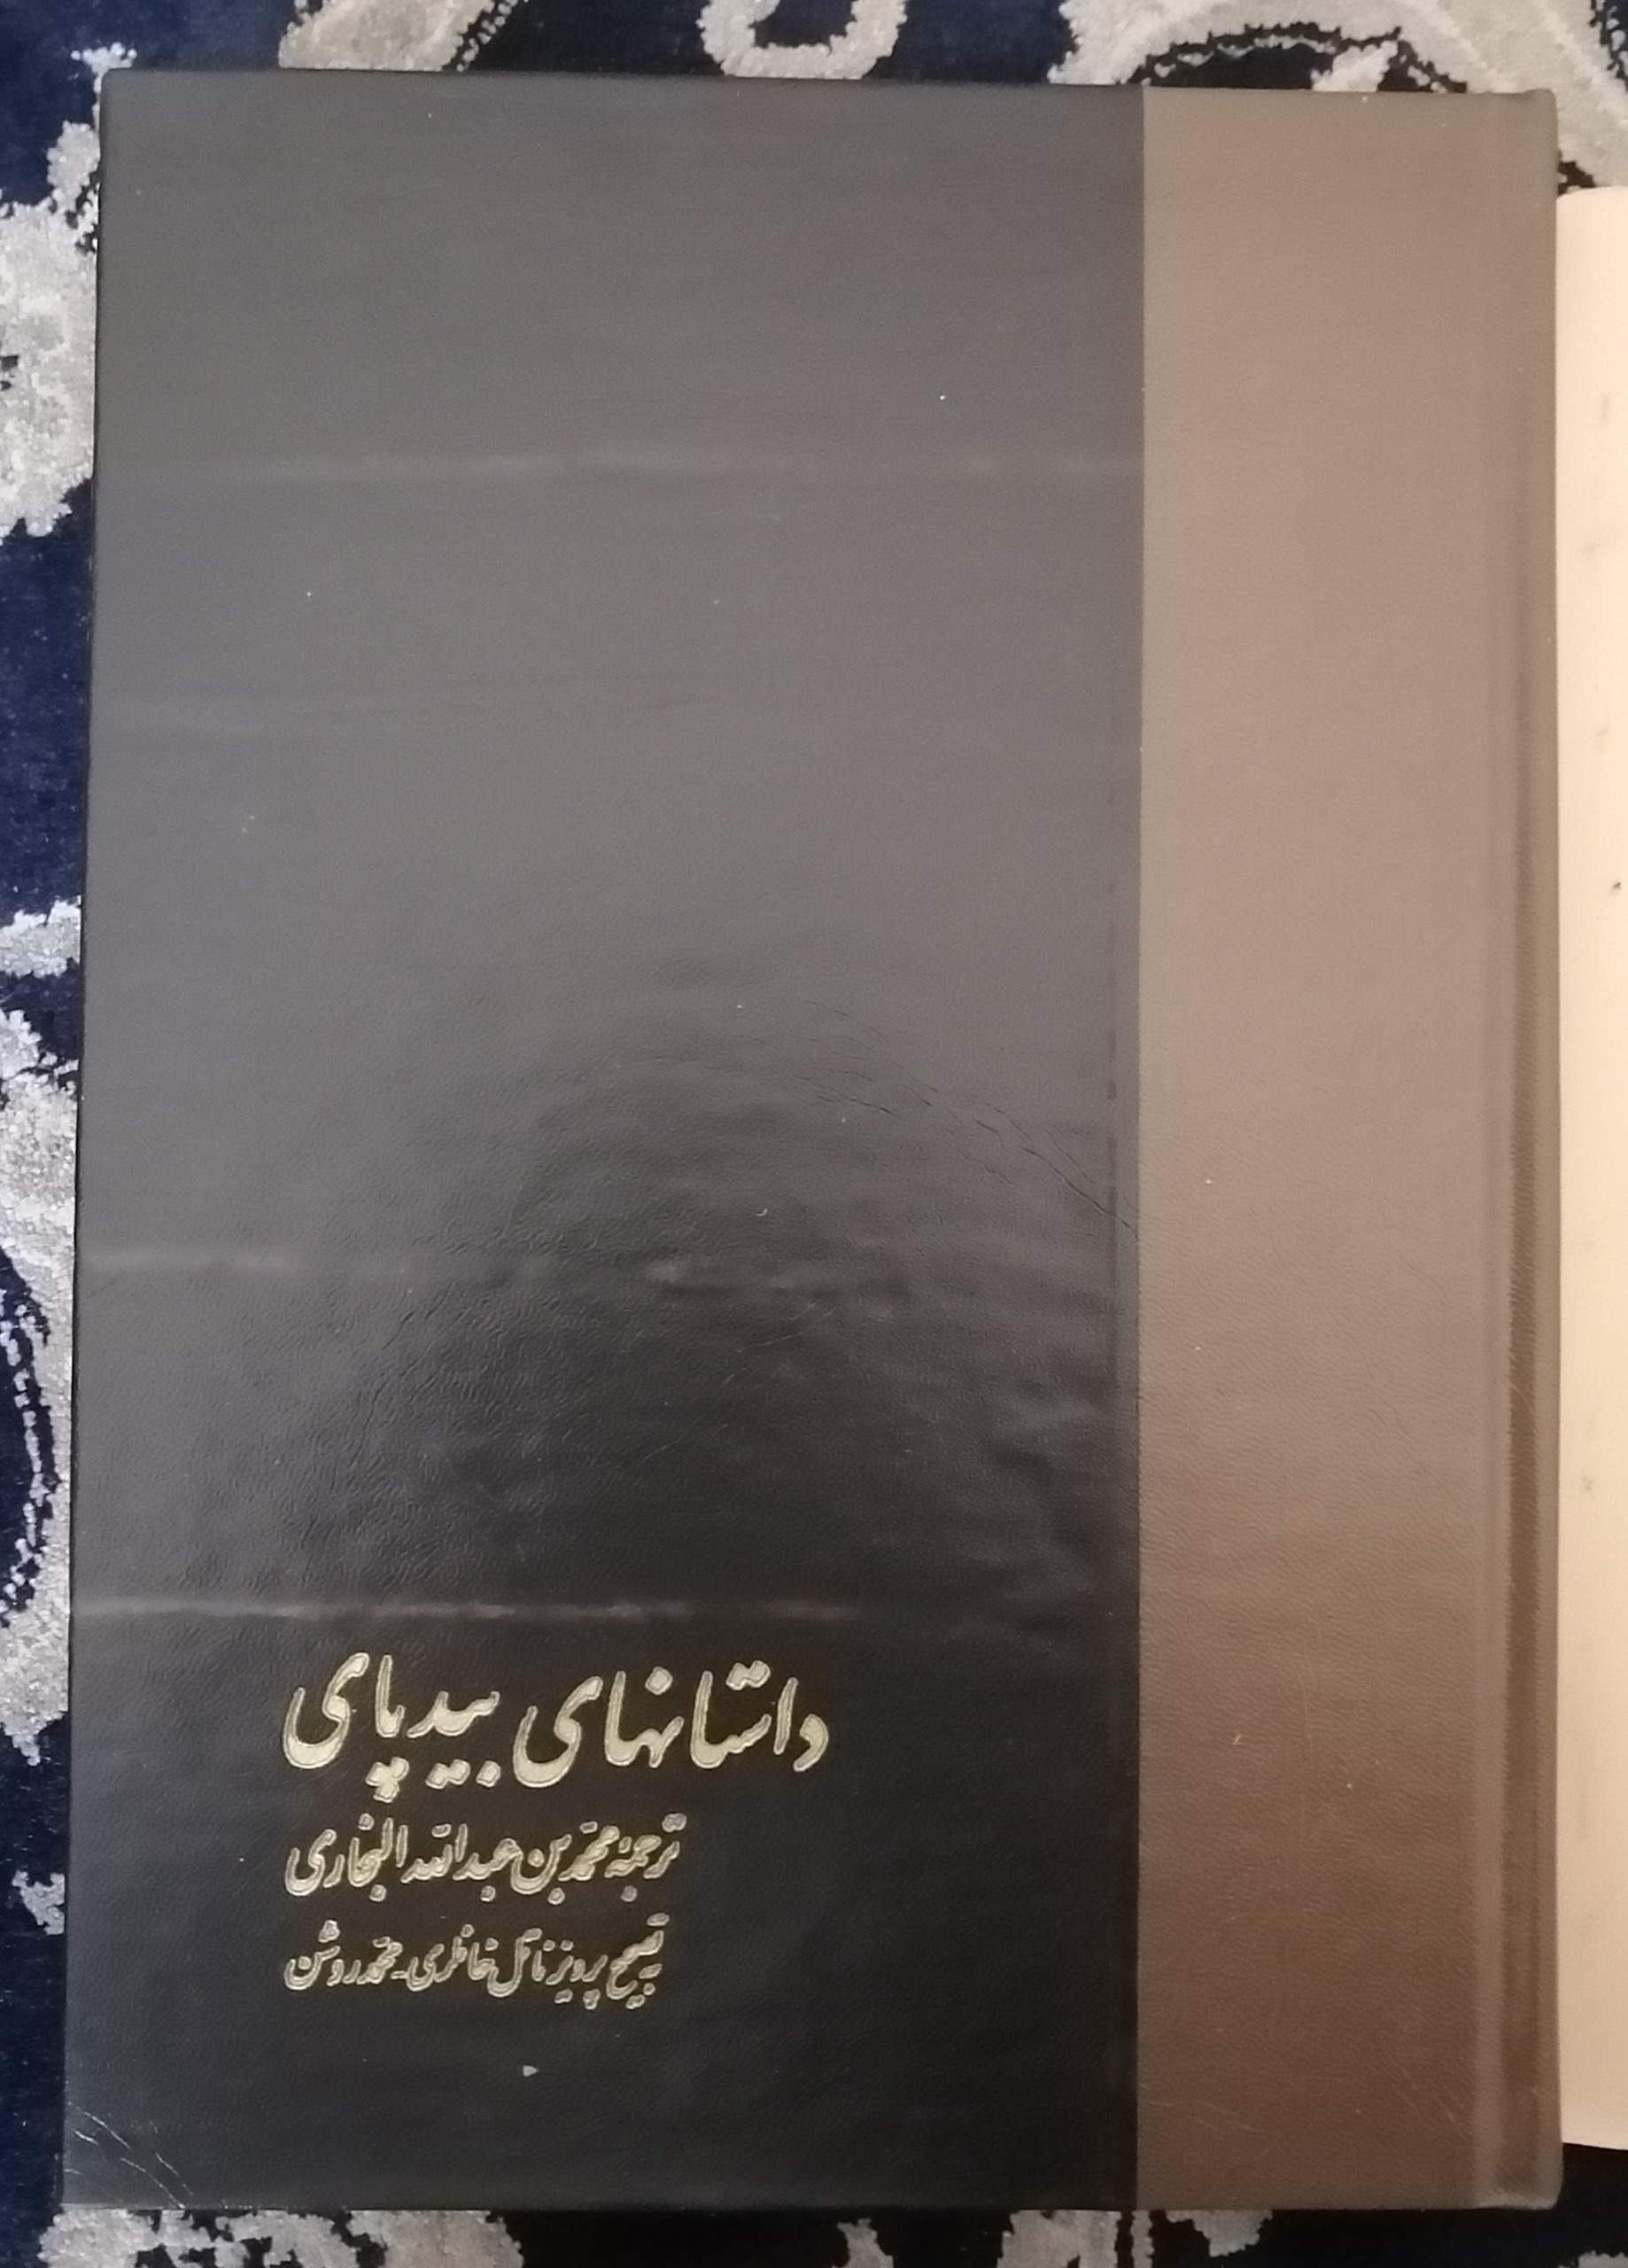 داستانهای بیدپای
ترجمهٔ محمد بن عبدالله البخاری
تصحیح پرویز ناتل خانلری - محمد روشن